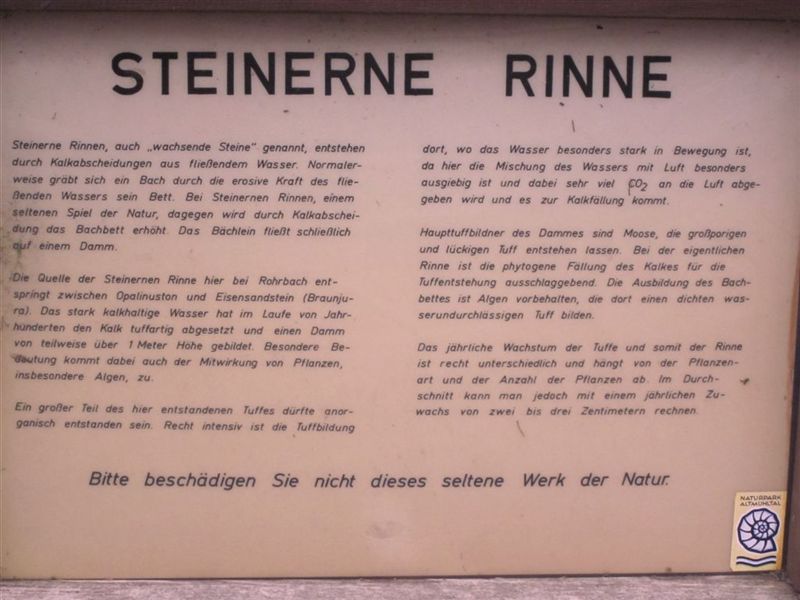 STEINERNE RINNE
Steinerne Rinnen, auch „wachsende Steine" genannt, entstehen
durch Kalkabscheidungen aus fließendem Wasser. Normaler-
weise gräbt sich ein Bach durch die erosive Kraft des flie-
ßenden Wassers sein Bett. Bei Steinernen Rinnen, einem
seltenen Spiel der Natur, dagegen wird durch Kalkabschei-
dung das Bachbett erhöht. Das Bächlein fließt schließlich
auf einem Damm.
Die Quelle der Steinernen Rinne hier bei Rohrbach ent-
springt zwischen Opalinuston und Eisensandstein (Braunju-
ra). Das stark kalkhaltige Wasser hat im Laufe von Jahr-
hunderten den Kalk tuffartig abgesetzt und einen Damm
von teilweise über 1 Meter Höhe gebildet. Besondere Be-
deutung kommt dabei auch der Mitwirkung von Pflanzen,
insbesondere Algen, zu.
Ein großer Teil des hier entstandenen Tuffes dürfte anor-
ganisch entstanden sein. Recht intensiv ist die Tuffbildung
dort, wo das Wasser besonders stark in Bewegung ist,
da hier die Mischung des Wassers mit Luft besonders
ausgiebig ist und dabei sehr viel CO2 an die Luft abge-
geben wird und es zur Kalkfällung kommt.
Haupttuffbildner des Dammes sind Moose, die großporigen
und lückigen Tuff entstehen lassen. Bei der eigentlichen
Rinne ist die phytogene Fällung des Kalkes für die
Tuffentstehung ausschlaggebend. Die Ausbildung des Bach-
bettes ist Algen vorbehalten, die dort einen dichten was-
serundurchlässigen Tuff bilden.
Das jährliche Wachstum der Tuffe und somit der Rinne
ist recht unterschiedlich und hängt von der Pflanzen-
art und der Anzahl der Pflanzen ab. Im Durch-
schnitt kann man jedoch mit einem jährlichen Zu-
wachs von zwei bis drei Zentimetern rechnen.
Bitte beschädigen Sie nicht dieses seltene Werk der Natur.
NATURPARK
ALTMÜHLTAL